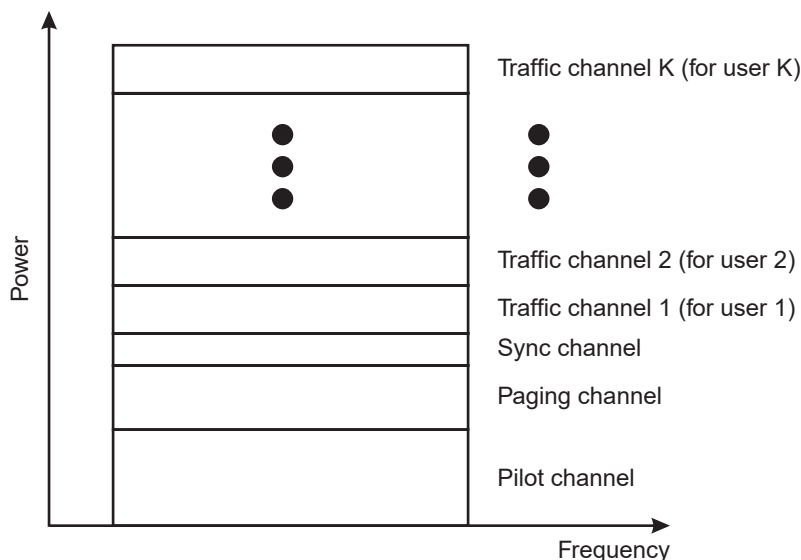 Traffic channel K (for user K)
Traffic channel 2 (for user 2)
Traffic channel 1 (for user 1)
Sync channel
Paging channel
Pilot channel
Power
Frequency